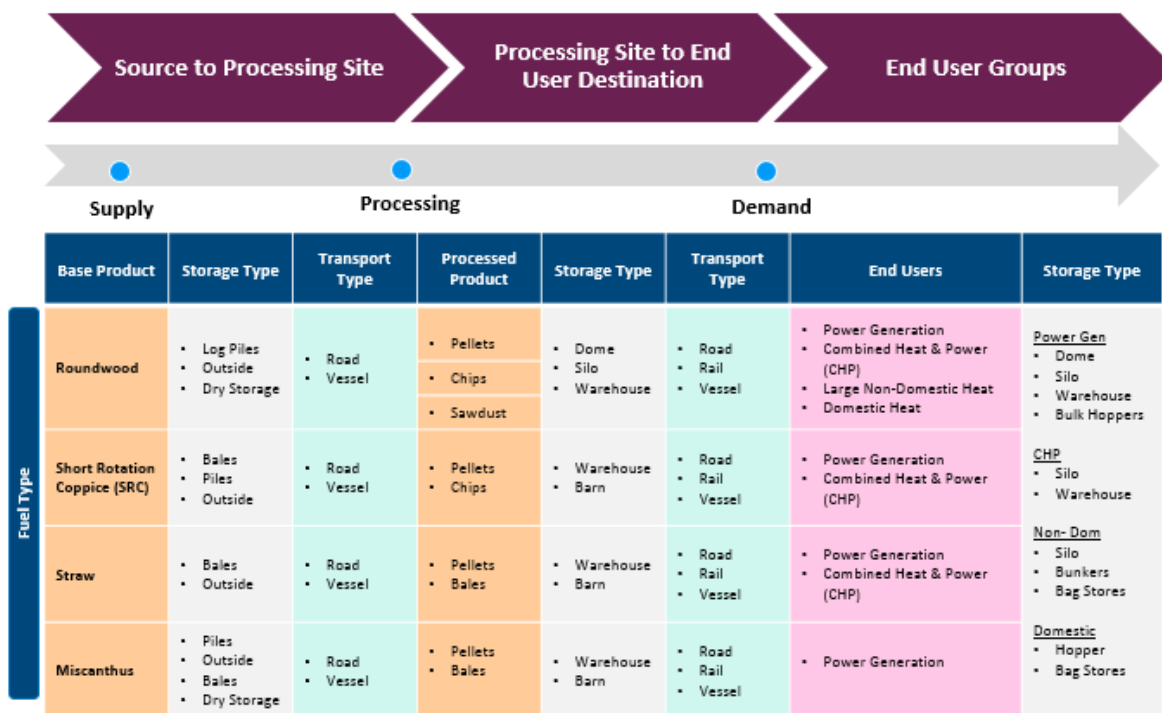 Source to Processing Site
Processing Site to End
User Destination
End User Groups
Supply
Processing
Demand
Base Product
Storage Type
Transport
Type
Processed
Product
Storage Type
Transport
Type
End Users
Storage Type
Fuel Type
Roundwood
▪ Log Piles
▪ Outside
▪ Dry Storage
▪ Road
▪ Vessel
▪ Pellets
▪ Chips
▪ Sawdust
▪ Dome
▪ Silo
▪ Warehouse
▪ Road
▪ Rail
▪ Vessel
▪ Power Generation
▪ Combined Heat & Power
(CHP)
▪ Large Non-Domestic Heat
▪ Domestic Heat
Short Rotation
Coppice (SRC)
▪ Bales
▪ Piles
▪ Outside
▪ Road
▪ Vessel
▪ Pellets
▪ Chips
▪ Warehouse
▪ Barn
▪ Road
▪ Rail
▪ Vessel
▪ Power Generation
▪ Combined Heat & Power
(CHP)
Straw
▪ Bales
▪ Outside
▪ Road
▪ Vessel
▪ Pellets
▪ Bales
▪ Warehouse
▪ Barn
▪ Road
▪ Rail
▪ Vessel
▪ Power Generation
▪ Combined Heat & Power
(CHP)
Miscanthus
▪ Piles
▪ Outside
▪ Bales
▪ Dry Storage
▪ Road
▪ Vessel
▪ Pellets
▪ Bales
▪ Warehouse
▪ Barn
▪ Road
▪ Rail
▪ Vessel
▪ Power Generation
Power Gen
▪ Dome
▪ Silo
▪ Warehouse
▪ Bulk Hoppers
CHP
▪ Silo
▪ Warehouse
Non- Dom
▪ Silo
▪ Bunkers
▪ Bag Stores
Domestic
▪ Hopper
▪ Bag Stores